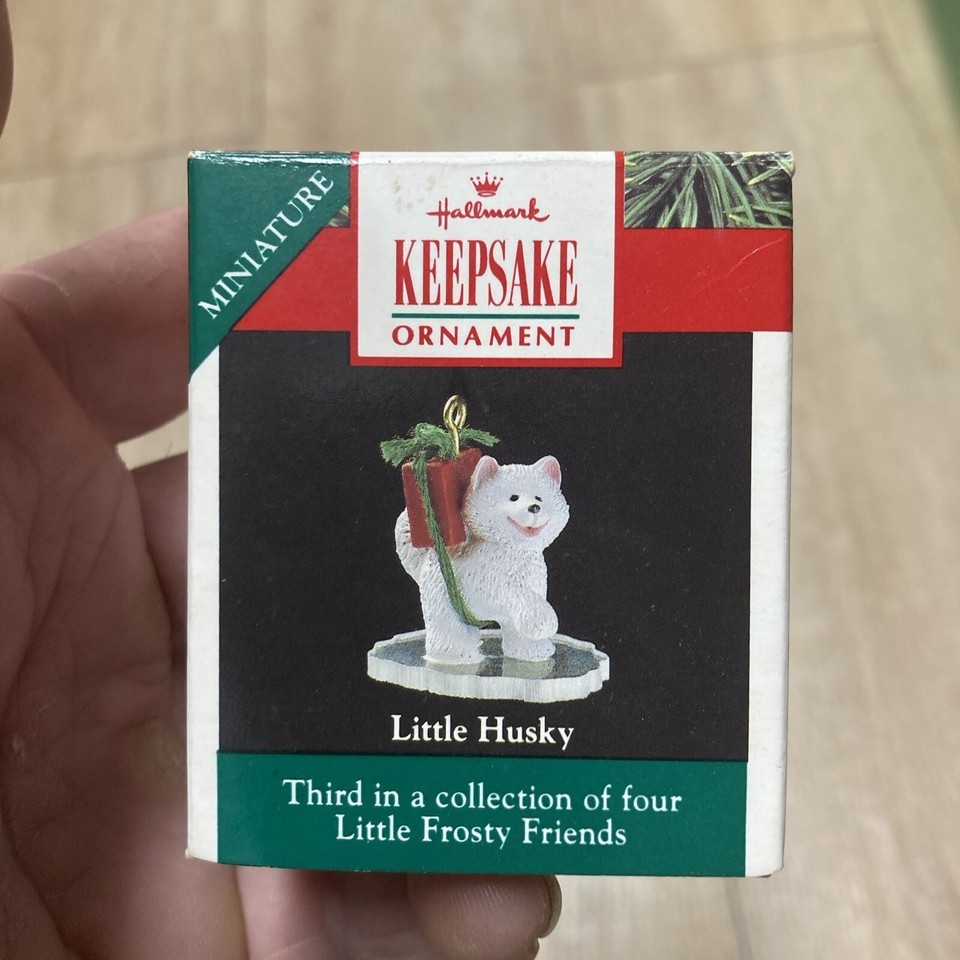 MINIATURE
Hallmark
KEEPSAKE
ORNAMENT
Little Husky
Third in a collection of four
Little Frosty Friends